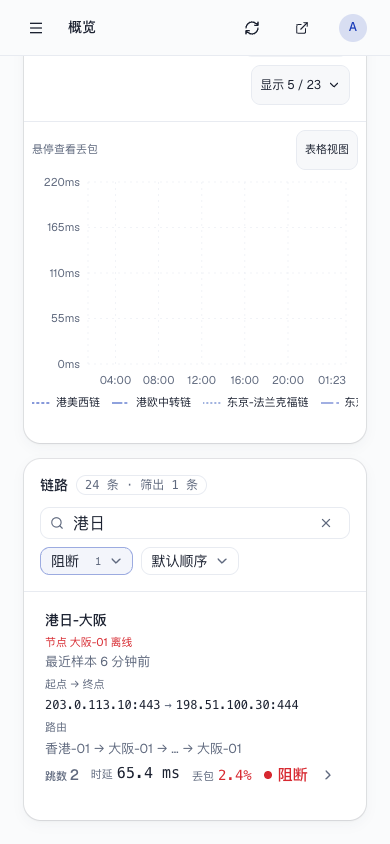 概览
A
显示 5 / 23
悬停查看丢包
表格视图
220ms
165ms
110ms
55ms
0ms
04:00 08:00 12:00 16:00 20:00 01:23
港美西链 港欧中转链 东京-法兰克福链 东
链路 24 条 · 筛出 1 条
港日
阻断 1 默认顺序
港日-大阪
节点 大阪-01 离线
最近样本 6 分钟前
起点 → 终点
203.0.113.10:443 → 198.51.100.30:444
路由
香港-01 → 大阪-01 → … → 大阪-01
跳数 2 时延 65.4 ms 丢包 2.4% 阻断